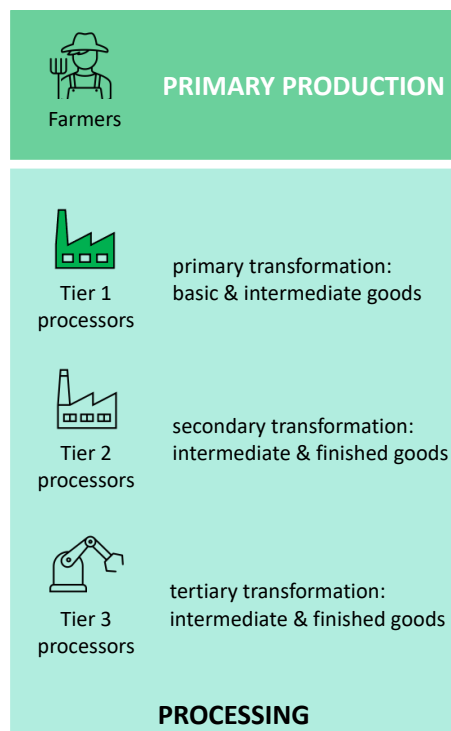 PRIMARY PRODUCTION
Farmers
primary transformation:
basic & intermediate goods
Tier 1
processors
secondary transformation:
intermediate & finished goods
Tier 2
processors
tertiary transformation:
intermediate & finished goods
Tier 3
processors
PROCESSING